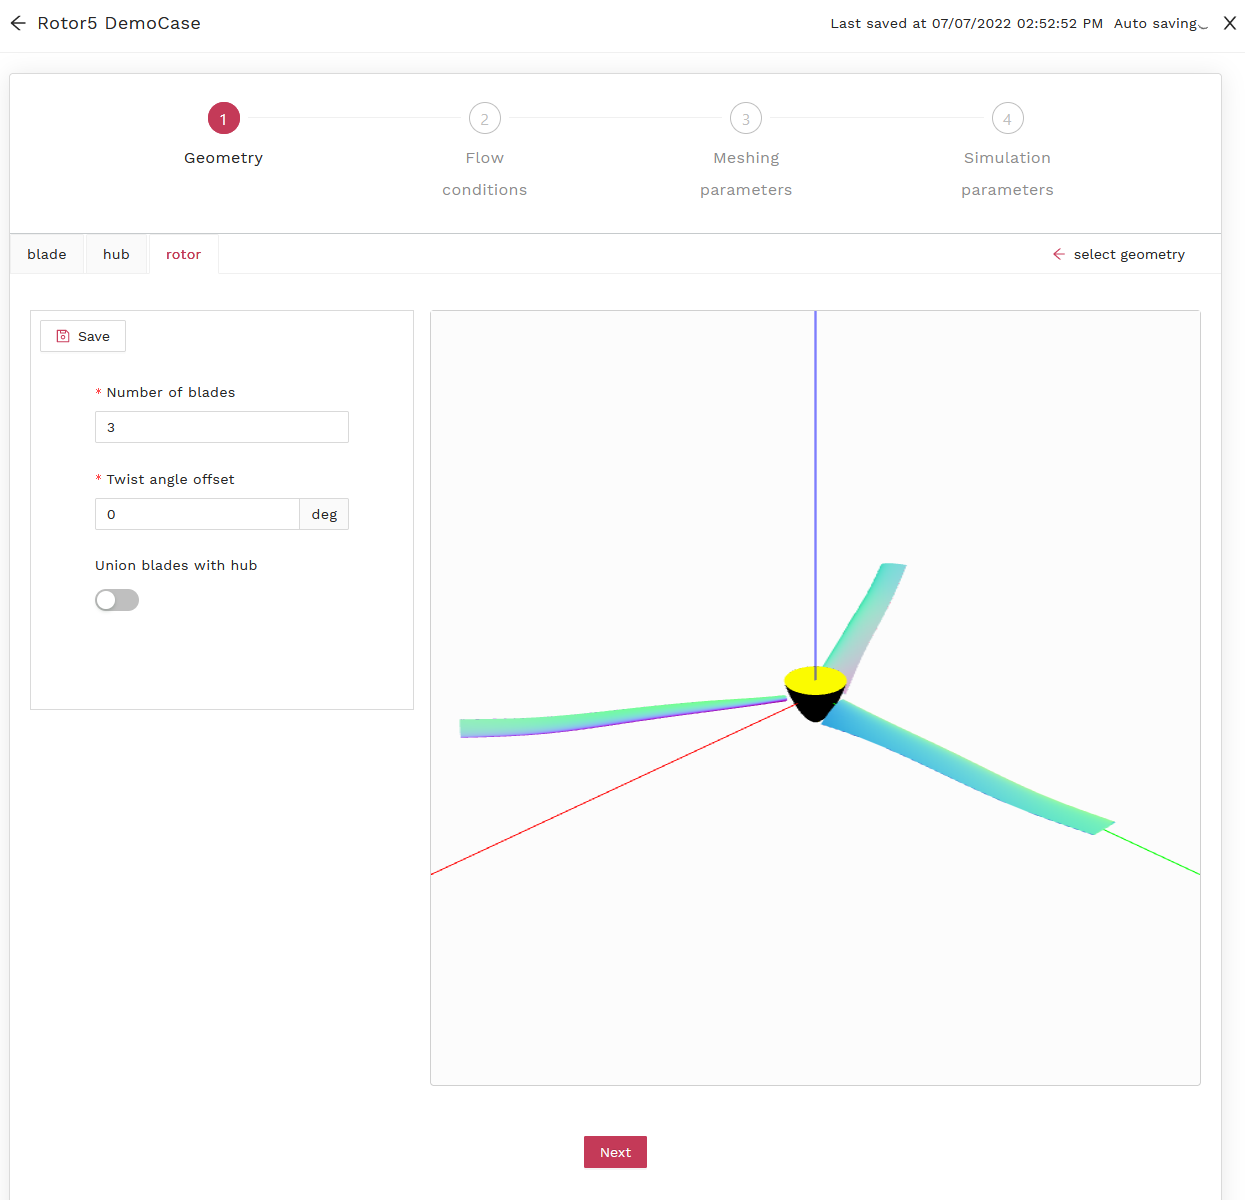 Rotor5 DemoCase
Last saved at 07/07/2022 02:52:52 PM Auto saving
1
2
3
4
Geometry
Flow
conditions
Meshing
parameters
Simulation
parameters
blade
hub
rotor
select geometry
Save
* Number of blades
3
* Twist angle offset
0
deg
Union blades with hub
Next